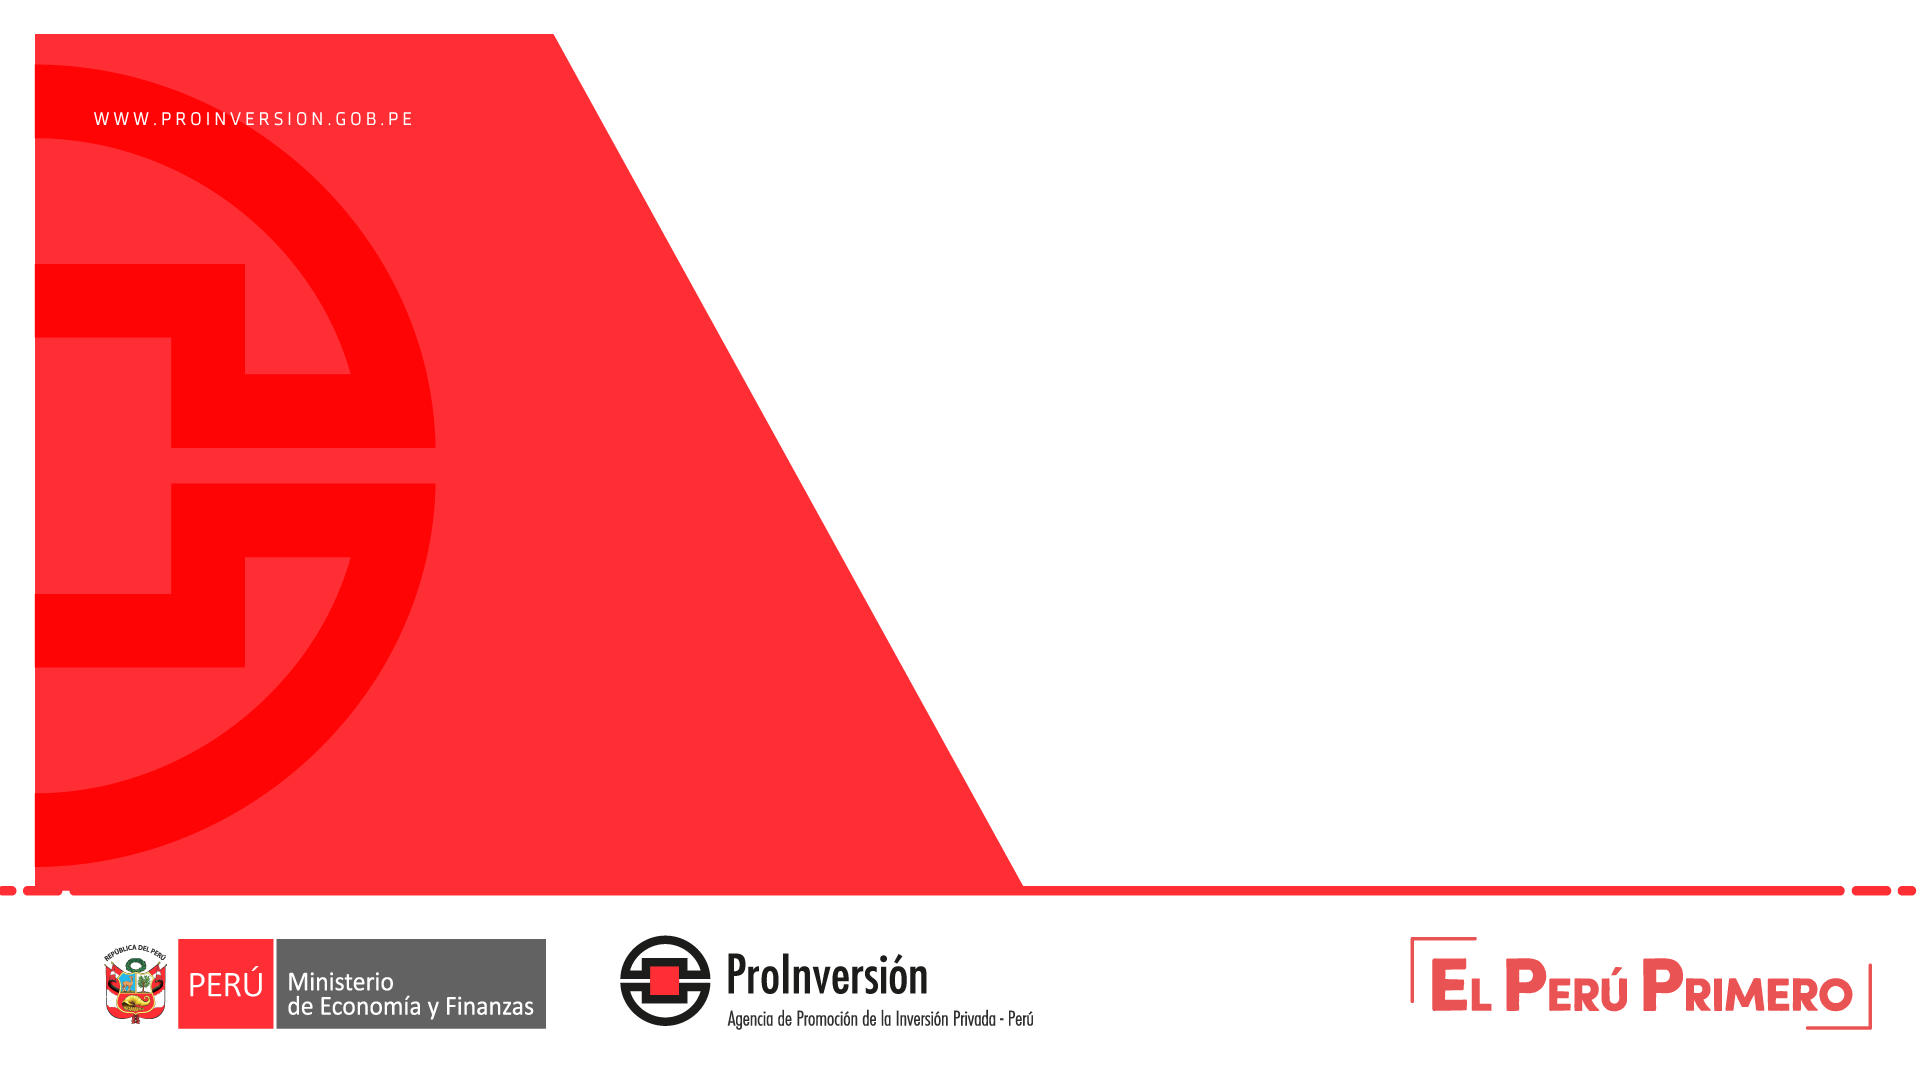 WWW.PROINVERSION.GOB.PE
REPÚBLICA DEL PERÚ
PERÚ
Ministerio
de Economía y Finanzas
ProInversión
Agencia de Promoción de la Inversión Privada - Perú
EL PERÚ PRIMERO